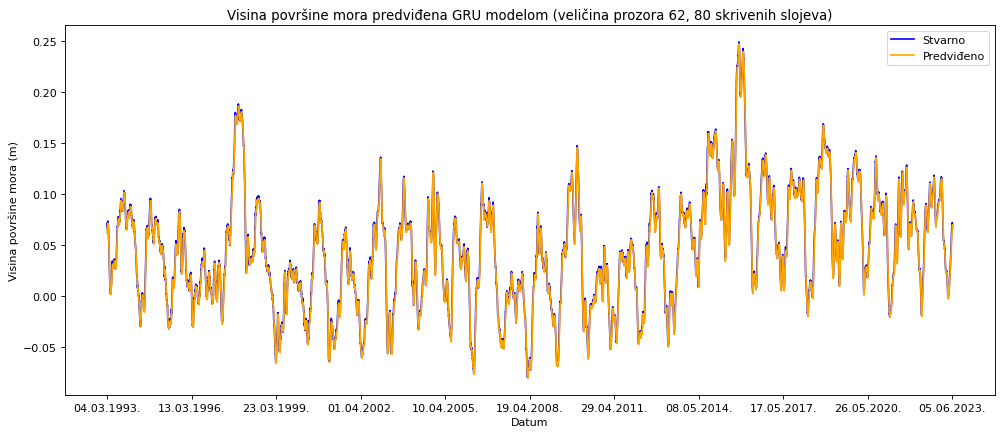 Visina površine mora predviđena GRU modelom (veličina prozora 62, 80 skrivenih slojeva)
Stvarno
Predviđeno
Visina površine mora (m)
0.25
0.20
0.15
0.10
0.05
0.00
−0.05
04.03.1993. 13.03.1996. 23.03.1999. 01.04.2002. 10.04.2005. 19.04.2008. 29.04.2011. 08.05.2014. 17.05.2017. 26.05.2020. 05.06.2023.
Datum